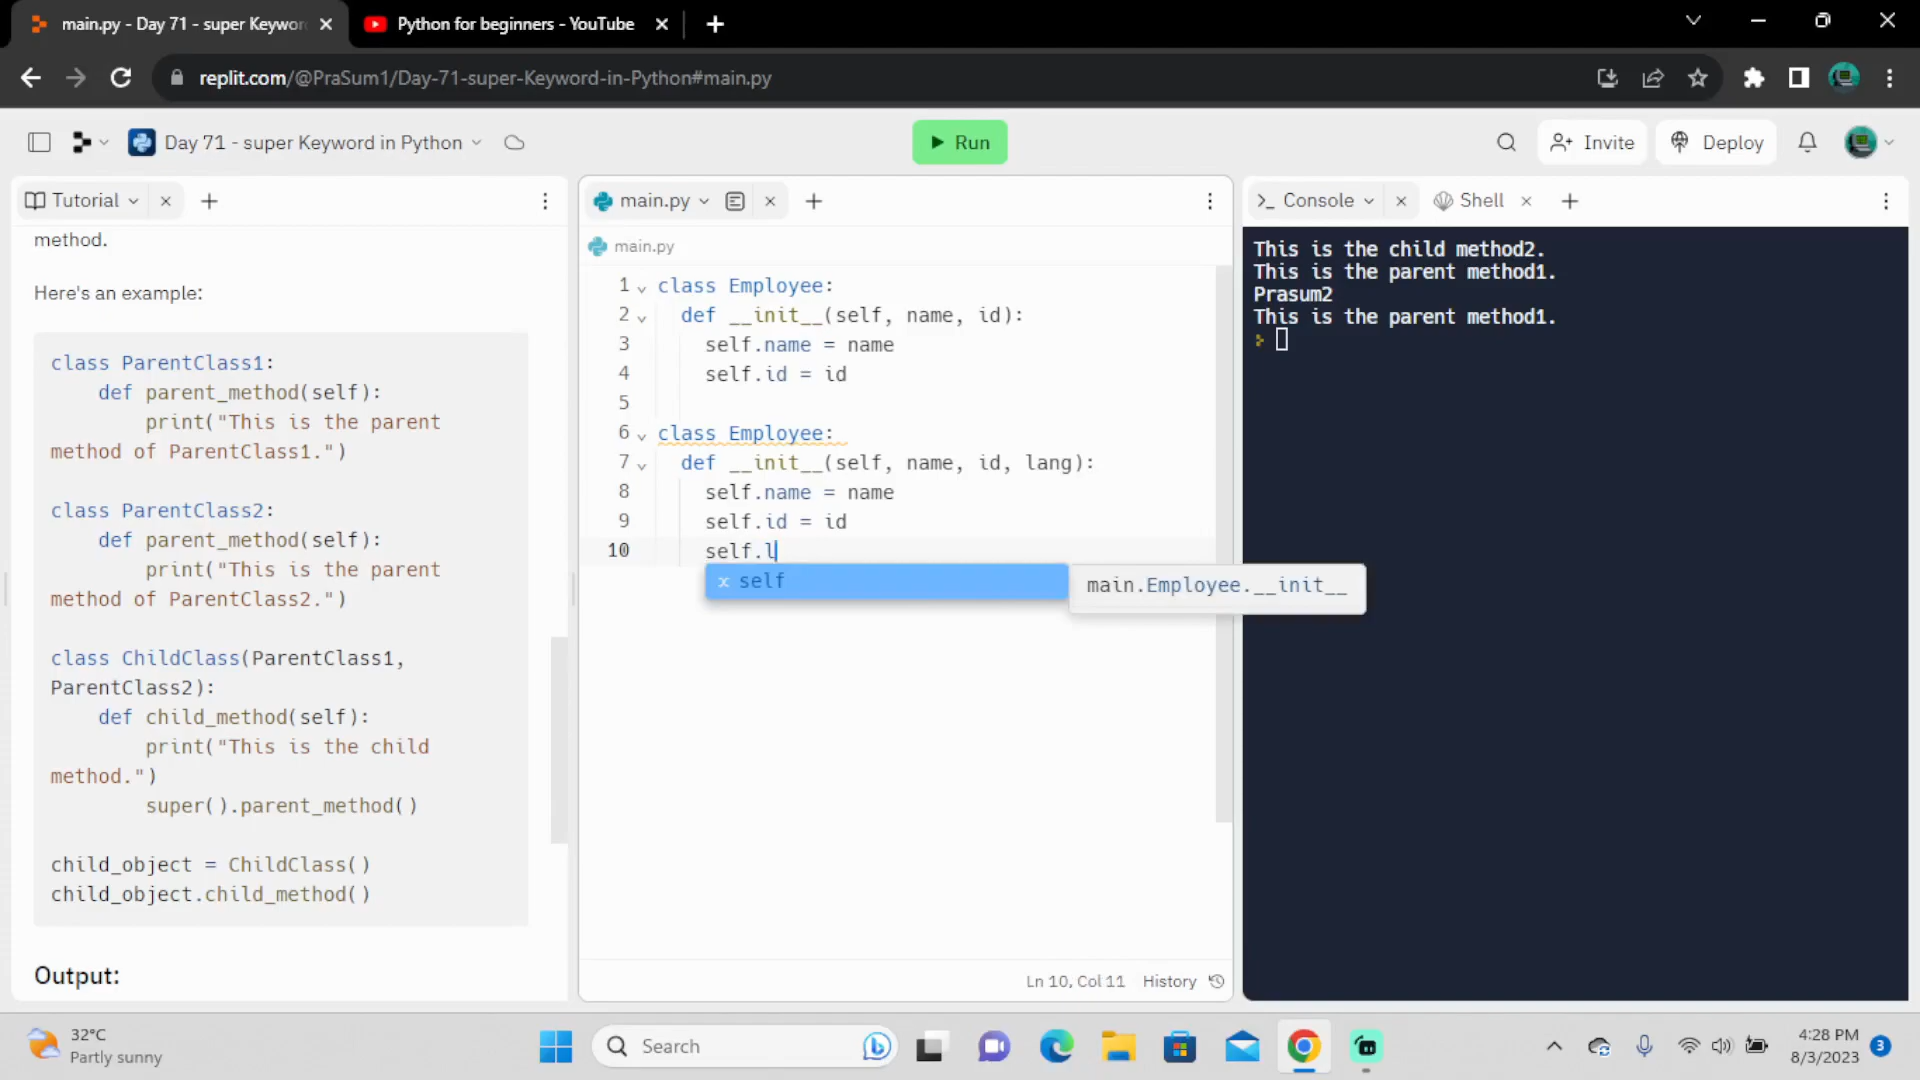 main.py - Day 71 - super Keywor
Python for beginners - YouTube
replit.com/@PraSum1/Day-71-super-Keyword-in-Python#main.py
Day 71 - super Keyword in Python
Run
Invite
Deploy
Tutorial
method.
Here's an example:
class ParentClass1:
def parent_method(self):
print("This is the parent
method of ParentClass1.")
class ParentClass2:
def parent_method(self):
print("This is the parent
method of ParentClass2.")
class ChildClass(ParentClass1,
ParentClass2):
def child_method(self):
print("This is the child
method.")
super().parent_method()
child_object = ChildClass()
child_object.child_method()
Output:
main.py
main.py
1 class Employee:
2 def __init__(self, name, id):
3 self.name = name
4 self.id = id
5
6 class Employee:
7 def __init__(self, name, id, lang):
8 self.name = name
9 self.id = id
10 self.l
x self
main.Employee.__init__
Ln 10, Col 11 History
Console
Shell
This is the child method2.
This is the parent method1.
Prasum2
This is the parent method1.
32°C
Partly sunny
Search
4:28 PM
8/3/2023
3